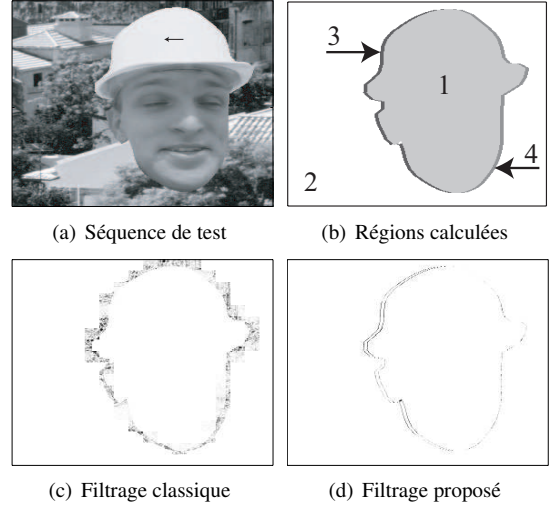 3
1
2
4
(a) Séquence de test
(b) Régions calculées
(c) Filtrage classique
(d) Filtrage proposé